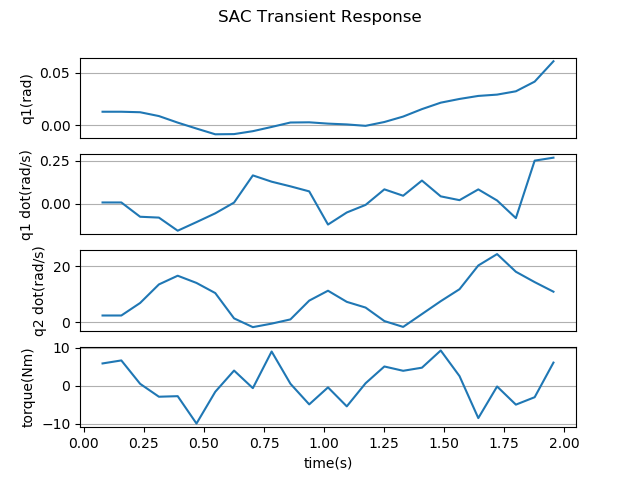 SAC Transient Response
q1(rad)
0.05
0.00
q1 dot(rad/s)
0.25
0.00
q2 dot(rad/s)
20
0
torque(Nm)
10
0
−10
0.00 0.25 0.50 0.75 1.00 1.25 1.50 1.75 2.00
time(s)